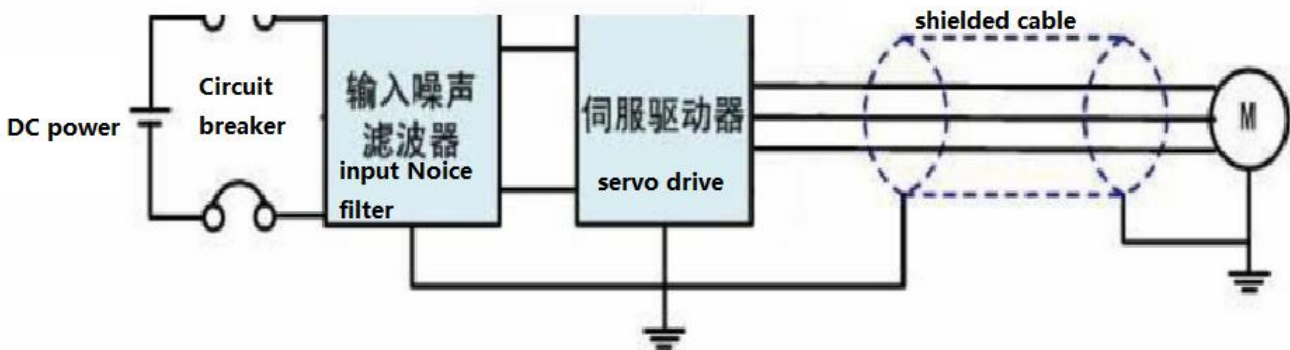 shielded cable
DC power
Circuit
breaker
输入噪声
滤波器
input Noice
filter
伺服驱动器
servo drive
M